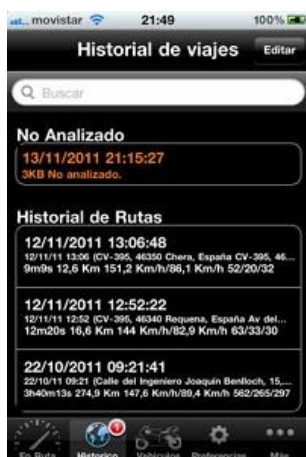 movistar 21:49 100%
Historial de viajes Editar
Buscar
No Analizado
13/11/2011 21:15:27
3KB No analizado.
Historial de Rutas
12/11/2011 13:06:48
12/11/11 13:06 (CV-395, 46350 Chera, España CV-395, 46...
9m9s 12,6 Km 151,2 Km/h/86,1 Km/h 52/20/32
12/11/2011 12:52:22
12/11/11 12:52 (CV-395, 46340 Requena, España Av del...
12m20s 16,6 Km 144 Km/h/82,9 Km/h 63/33/30
22/10/2011 09:21:41
22/10/11 09:21 (Calle del Ingeniero Joaquín Benlloch, 15,...
3h40m13s 274,9 Km 147,6 Km/h/89,4 Km/h 562/265/297
1
En Ruta Histórico Vehículos Preferencias Más